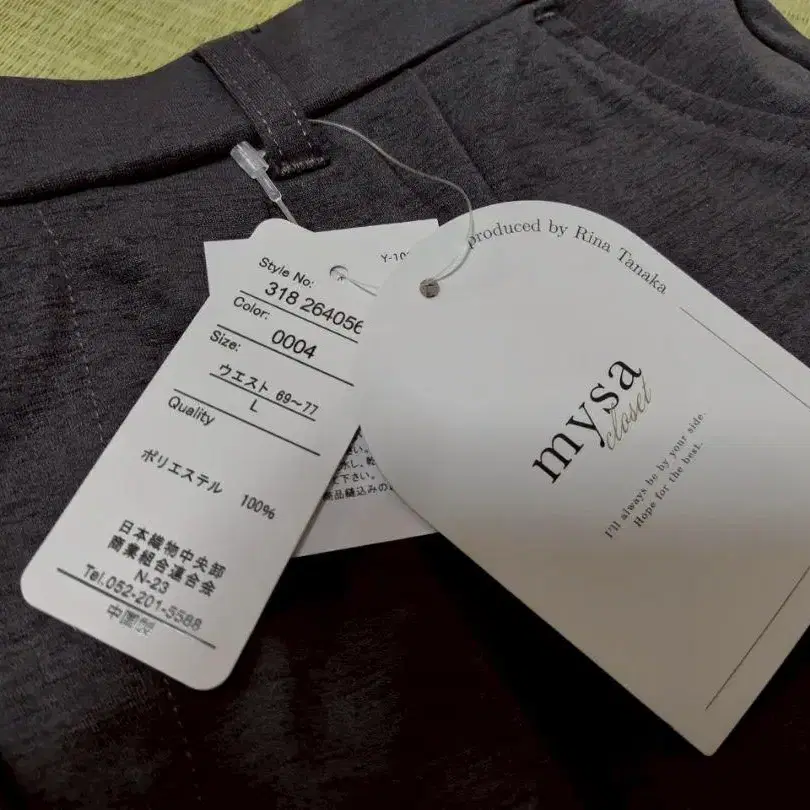 Style No:
318 264056
Color:
0004
Size:
ウエスト 69~77
L
Quality
ポリエステル 100%
日本織物中央卸
商業組合連合会
N-23
Tel.052-201-5588
中国製
produced by Rina Tanaka
mysa
closet
I'll always be by your side.
Hope for the best.
下さい。